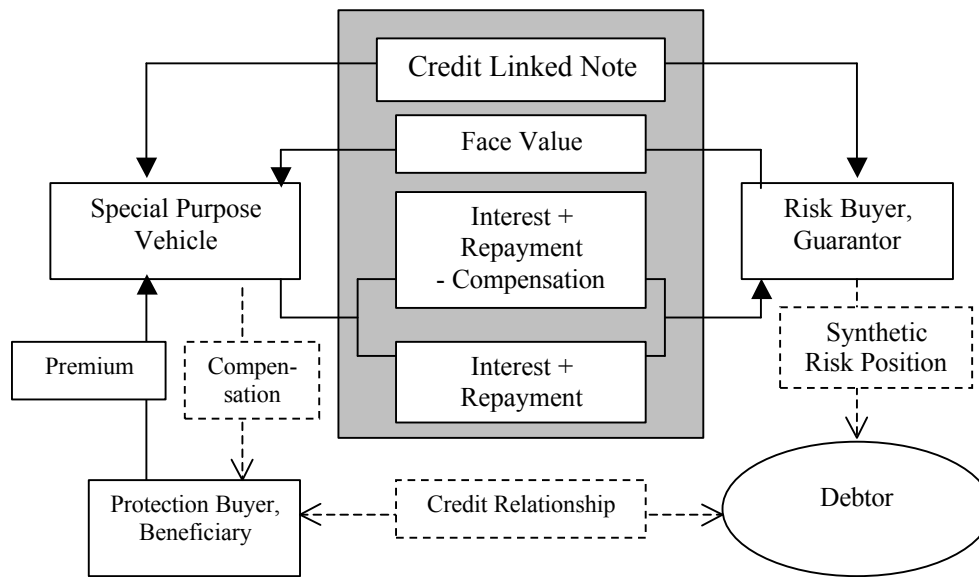 Credit Linked Note
Face Value
Special Purpose
Vehicle
Interest +
Repayment
- Compensation
Risk Buyer,
Guarantor
Premium
Compen-
sation
Interest +
Repayment
Synthetic
Risk Position
Protection Buyer,
Beneficiary
Credit Relationship
Debtor